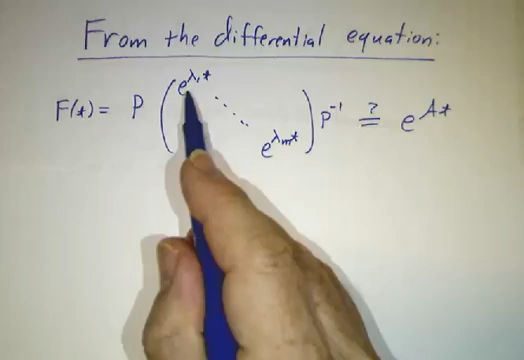 From the differential equation:
F(t) = P ( e^λ₁t ⋱ e^λₘt ) P⁻¹ ≟ e^At